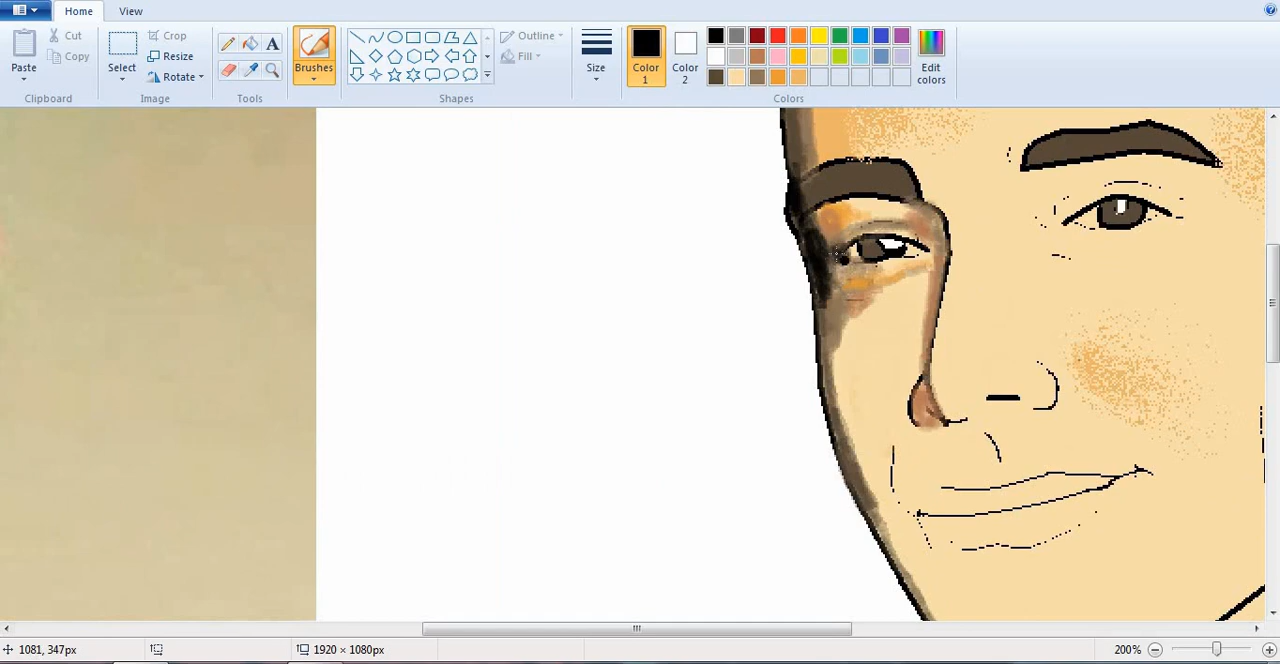 Home View
Paste
Cut
Copy
Clipboard
Select
Crop
Resize
Rotate
Image
A
Tools
Brushes
Outline
Fill
Shapes
Size
Color 1
Color 2
Edit colors
Colors
1081, 347px
1920 × 1080px
200%